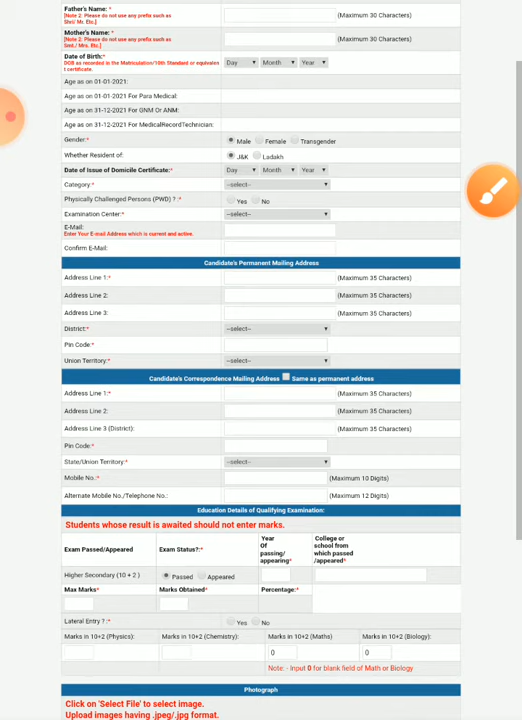 Father's Name: *
[Note 2: Please do not use any prefix such as
Shri/ Mr. Etc.]
(Maximum 30 Characters)
Mother's Name: *
[Note 2: Please do not use any prefix such as
Smt./ Mrs. Etc.]
(Maximum 30 Characters)
Date of Birth:*
DOB as recorded in the Matriculation/10th Standard or equivalen
t certificate.
Day Month Year
Age as on 01-01-2021:
Age as on 01-01-2021 For Para Medical:
Age as on 31-12-2021 For GNM Or ANM:
Age as on 31-12-2021 For MedicalRecordTechnician:
Gender:* Male Female Transgender
Whether Resident of: J&K Ladakh
Date of Issue of Domicile Certificate:* Day Month Year
Category:* --select--
Physically Challenged Persons (PWD) ? :* Yes No
Examination Center:* --select--
E-Mail:
Enter Your E-mail Address which is current and active.
Confirm E-Mail:
Candidate's Permanent Mailing Address
Address Line 1:* (Maximum 35 Characters)
Address Line 2: (Maximum 35 Characters)
Address Line 3: (Maximum 35 Characters)
District:* --select--
Pin Code:*
Union Territory:* --select--
Candidate's Correspondence Mailing Address Same as permanent address
Address Line 1:* (Maximum 35 Characters)
Address Line 2: (Maximum 35 Characters)
Address Line 3 (District): (Maximum 35 Characters)
Pin Code:*
State/Union Territory:* --select--
Mobile No.:* (Maximum 10 Digits)
Alternate Mobile No./Telephone No.: (Maximum 12 Digits)
Education Details of Qualifying Examination:
Students whose result is awaited should not enter marks.
Exam Passed/Appeared
Exam Status?:*
Year
Of
passing/
appearing*
College or
school from
which passed
/appeared*
Higher Secondary (10 + 2 ) Passed Appeared
Max Marks* Marks Obtained* Percentage:*
Lateral Entry ? :* Yes No
Marks in 10+2 (Physics): Marks in 10+2 (Chemistry): Marks in 10+2 (Maths) Marks in 10+2 (Biology):
0 0
Note: - Input 0 for blank field of Math or Biology
Photograph
Click on 'Select File' to select image.
Upload images having .jpeg/.jpg format.